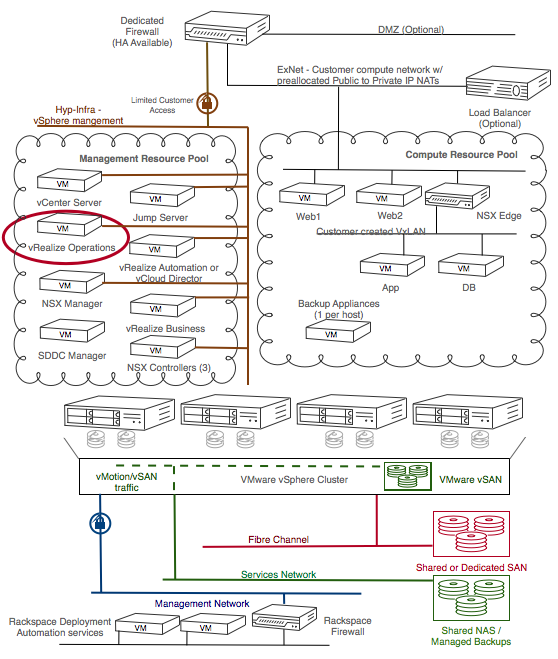 Dedicated
Firewall
(HA Available)
DMZ (Optional)
ExNet - Customer compute network w/
preallocated Public to Private IP NATs
Limited Customer
Access
Load Balancer
(Optional)
Hyp-Infra -
vSphere mangement
Management Resource Pool
VM
vCenter Server
VM
Jump Server
VM
vRealize Operations
VM
vRealize Automation or
vCloud Director
VM
NSX Manager
VM
vRealize Business
VM
SDDC Manager
VM
NSX Controllers (3)
Compute Resource Pool
VM
Web1
VM
Web2
NSX Edge
Customer created VxLAN
VM
App
VM
DB
Backup Appliances
(1 per host)
VM
vMotion/vSAN
traffic
VMware vSphere Cluster
VMware vSAN
Fibre Channel
Shared or Dedicated SAN
Services Network
Management Network
Shared NAS /
Managed Backups
Rackspace Deployment
Automation services
VM
VM
Rackspace
Firewall